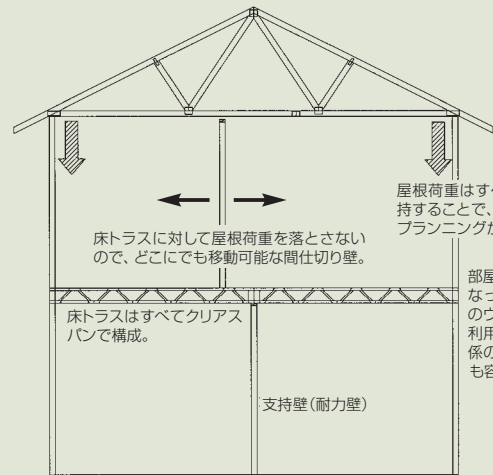 屋根荷重はすべ
持することで、
プランニングが
床トラスに対して屋根荷重を落とさない
ので、どこにでも移動可能な間仕切り壁。
部屋
なっ
のウ
利用
係の
も容
床トラスはすべてクリアス
パンで構成。
支持壁（耐力壁）